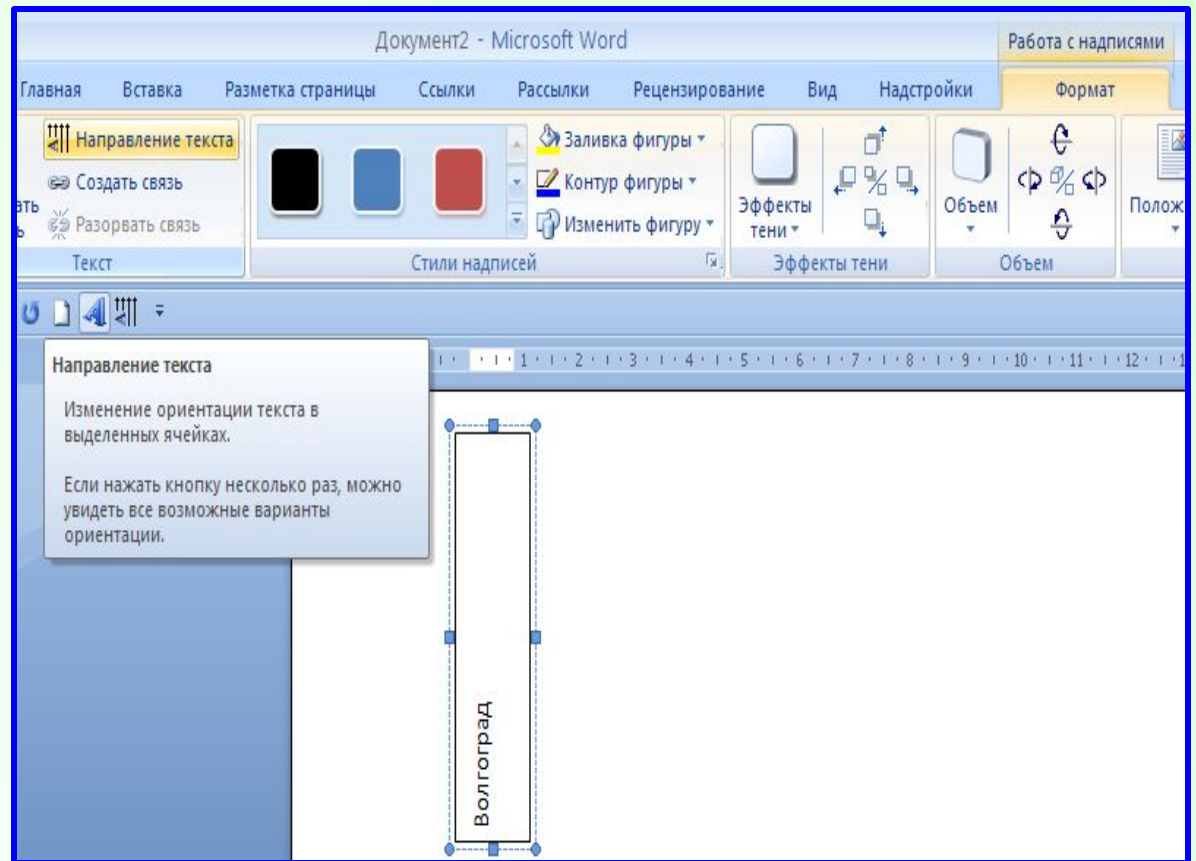 Документ2 - Microsoft Word
Работа с надписями
Главная Вставка Разметка страницы Ссылки Рассылки Рецензирование Вид Надстройки Формат
Направление текста
Создать связь
Разорвать связь
Текст
Заливка фигуры
Контур фигуры
Изменить фигуру
Стили надписей
Эффекты тени
Эффекты тени
Объем
Объем
Полож
ать
ь
1 2 3 4 5 6 7 8 9 10 11 12 1
Направление текста
Изменение ориентации текста в
выделенных ячейках.
Если нажать кнопку несколько раз, можно
увидеть все возможные варианты
ориентации.
Волгоград